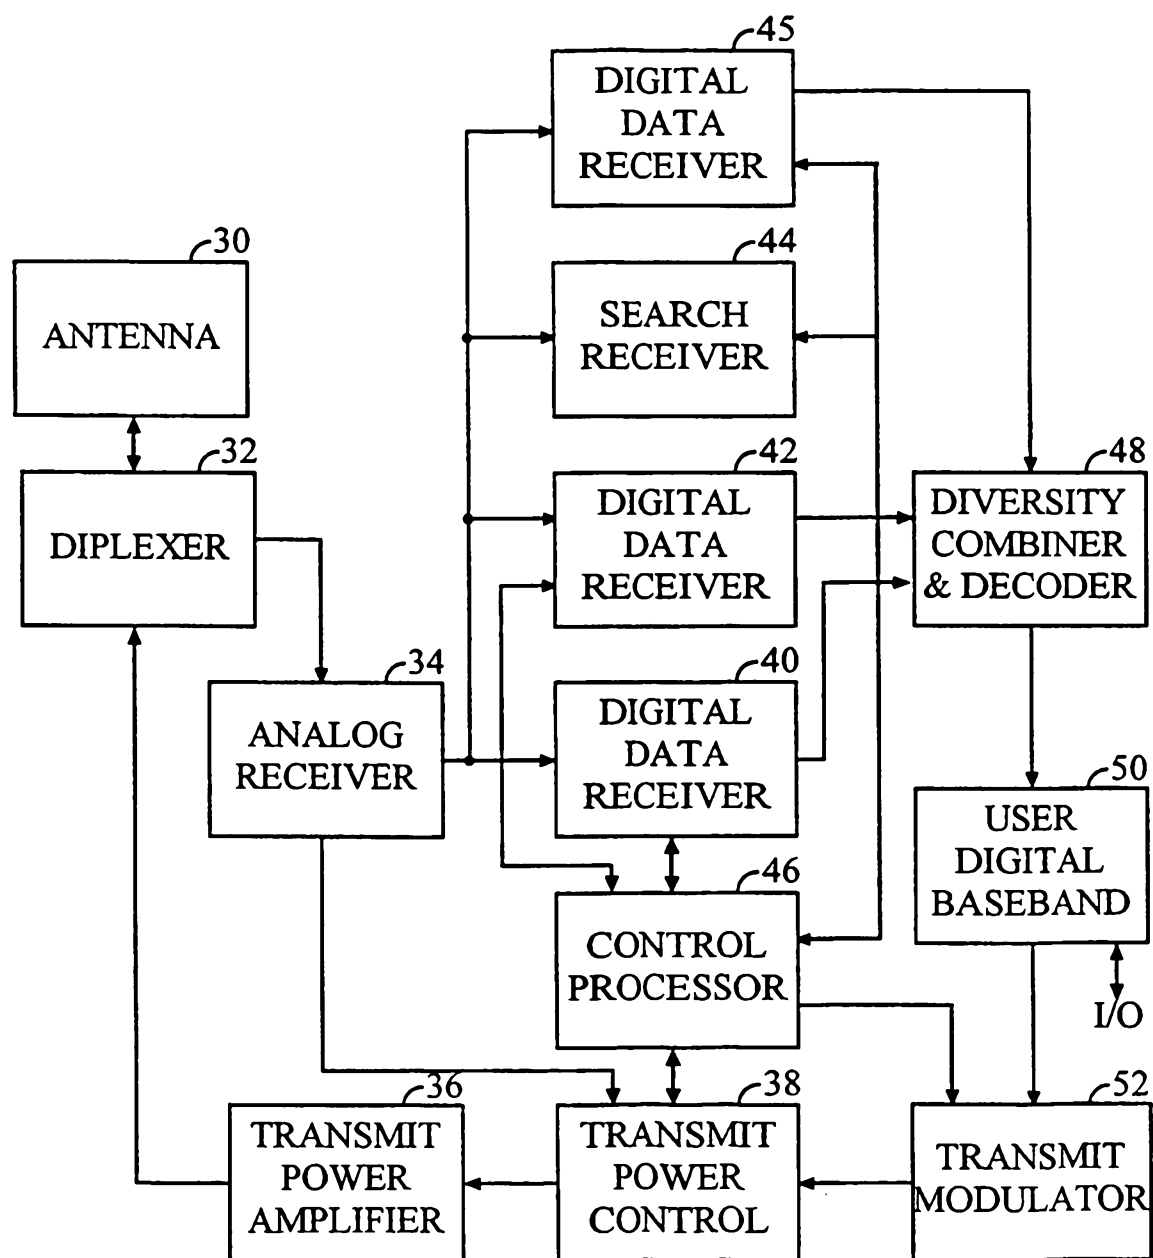 45
DIGITAL
DATA
RECEIVER
30
ANTENNA
44
SEARCH
RECEIVER
32
DIPLEXER
42
DIGITAL
DATA
RECEIVER
48
DIVERSITY
COMBINER
& DECODER
34
ANALOG
RECEIVER
40
DIGITAL
DATA
RECEIVER
50
USER
DIGITAL
BASEBAND
I/O
46
CONTROL
PROCESSOR
36
TRANSMIT
POWER
AMPLIFIER
38
TRANSMIT
POWER
CONTROL
52
TRANSMIT
MODULATOR